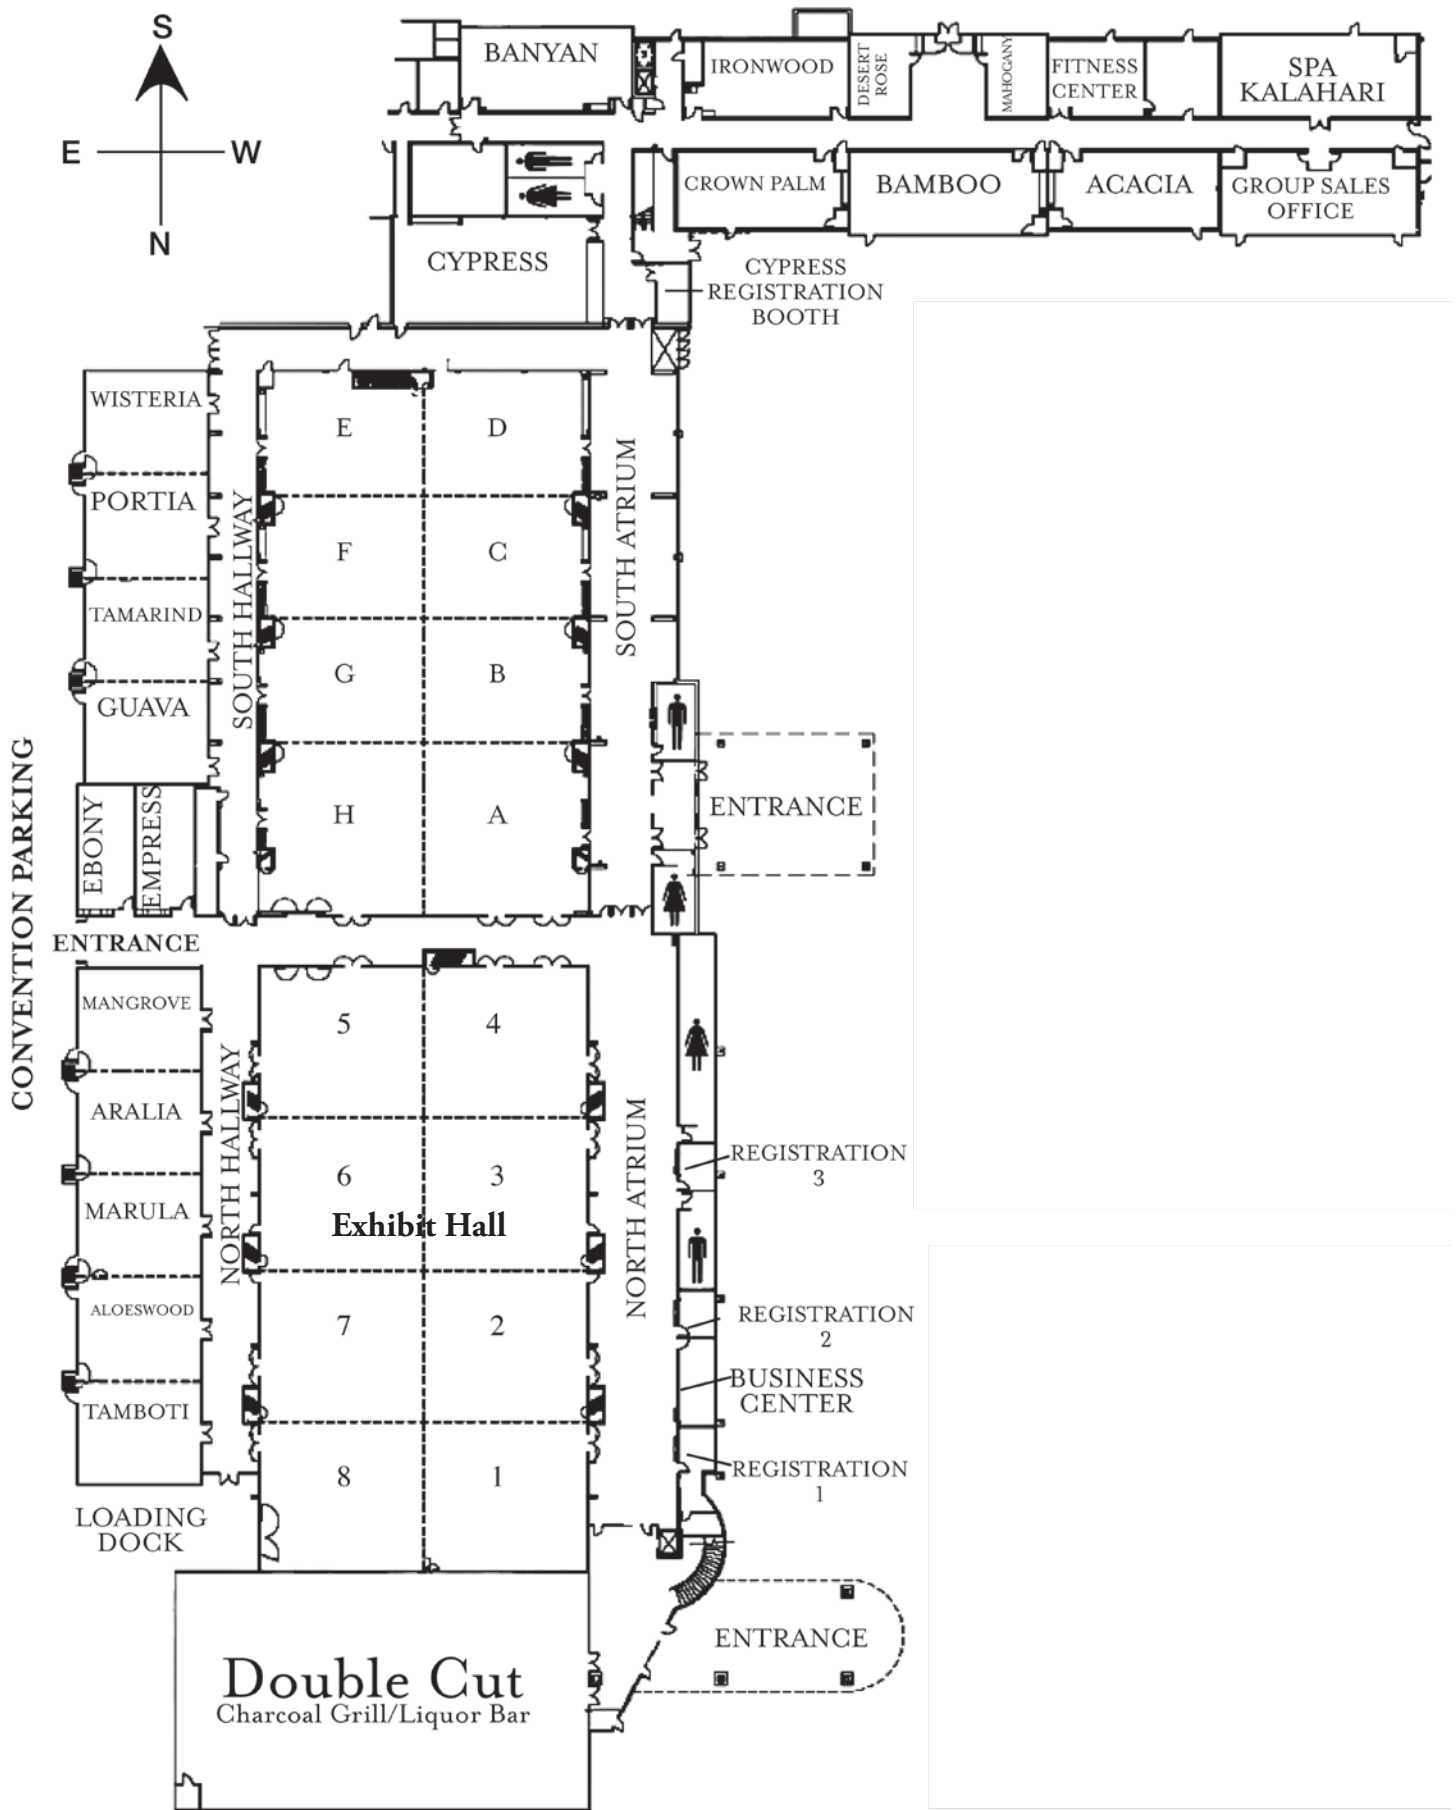 S
E
W
N
BANYAN
IRONWOOD
DESERT
ROSE
MAHOGANY
FITNESS
CENTER
SPA
KALAHARI
CROWN PALM
BAMBOO
ACACIA
GROUP SALES
OFFICE
CYPRESS
CYPRESS
REGISTRATION
BOOTH
WISTERIA
PORTIA
TAMARIND
GUAVA
SOUTH HALLWAY
E
D
F
C
G
B
H
A
SOUTH ATRIUM
ENTRANCE
CONVENTION PARKING
EBONY
EMPRESS
ENTRANCE
MANGROVE
ARALIA
MARULA
ALOESWOOD
TAMBOTI
NORTH HALLWAY
5
4
6
3
Exhibit Hall
7
2
8
1
NORTH ATRIUM
REGISTRATION
3
REGISTRATION
2
BUSINESS
CENTER
REGISTRATION
1
LOADING
DOCK
ENTRANCE
Double Cut
Charcoal Grill/Liquor Bar